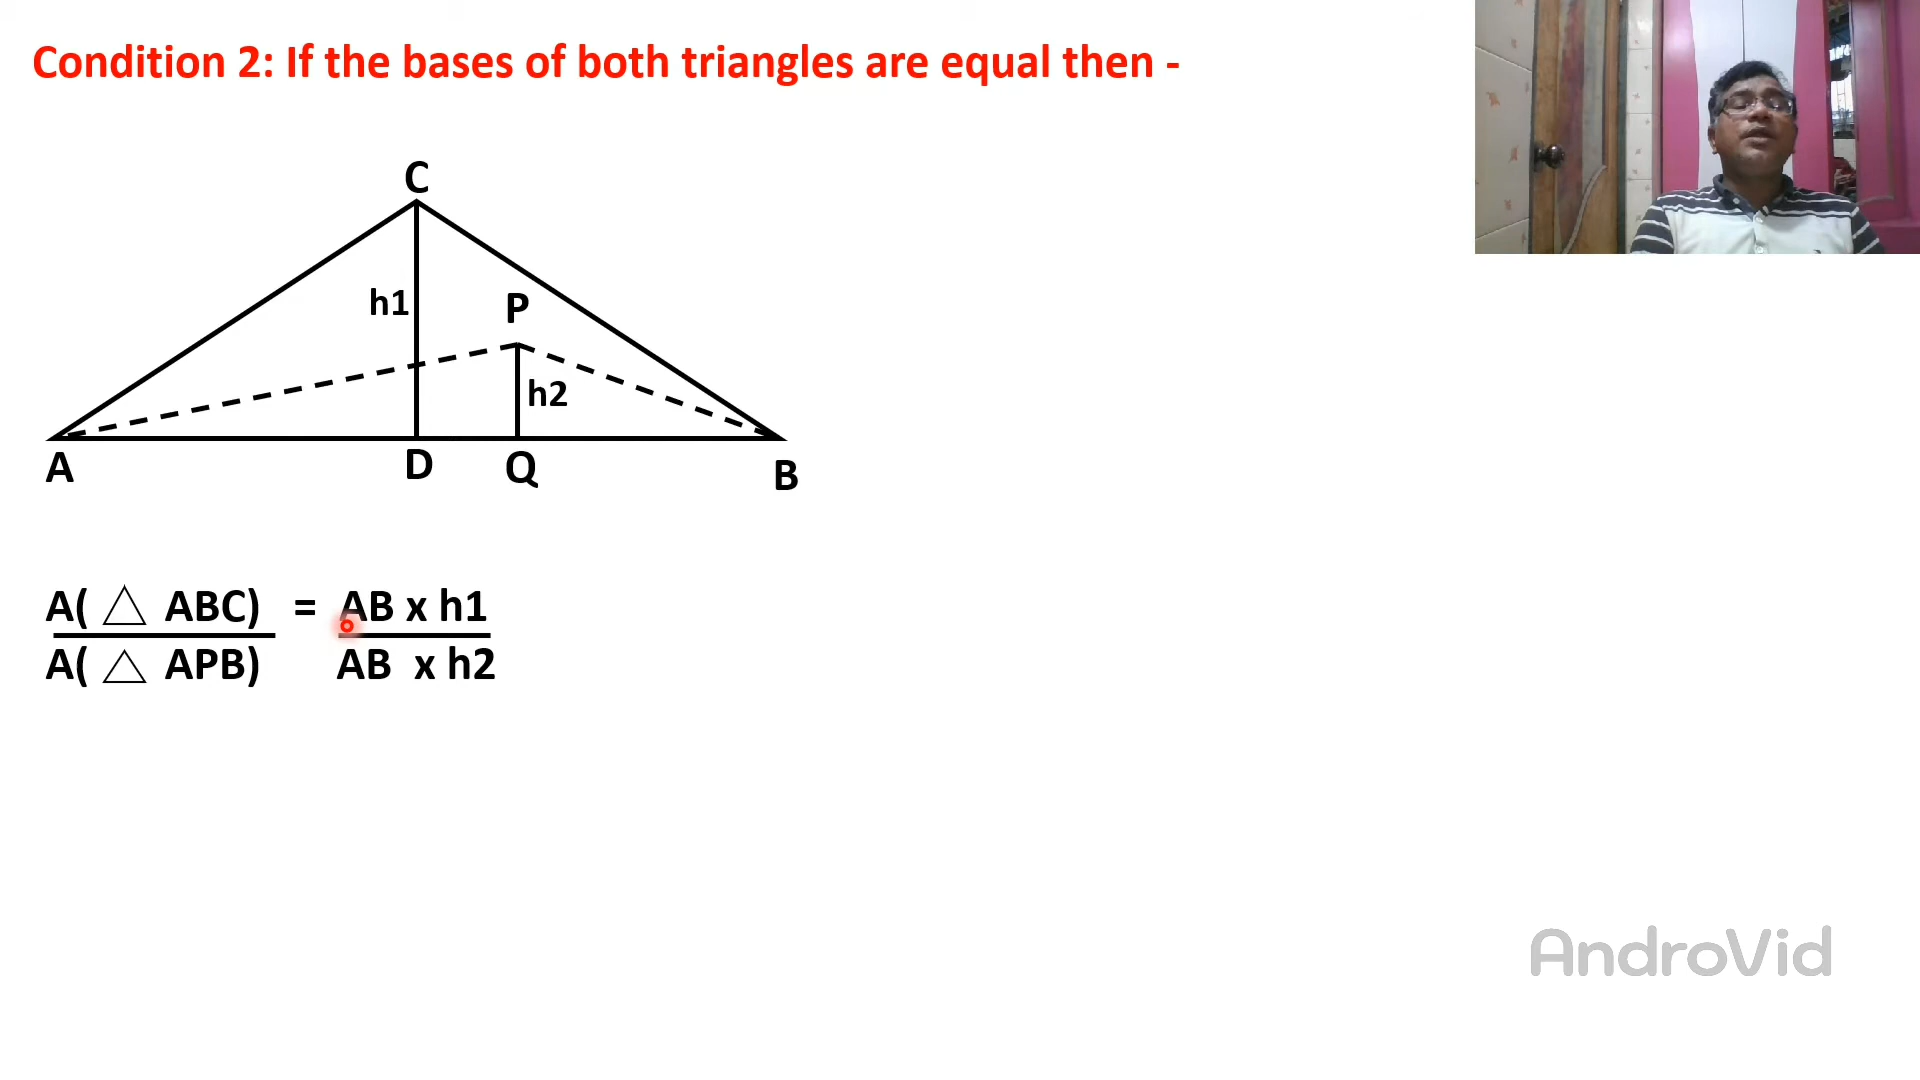 Condition 2: If the bases of both triangles are equal then -
C
h1
P
h2
A
D
Q
B
A( △ ABC) = AB x h1
A( △ APB) AB x h2
AndroVid